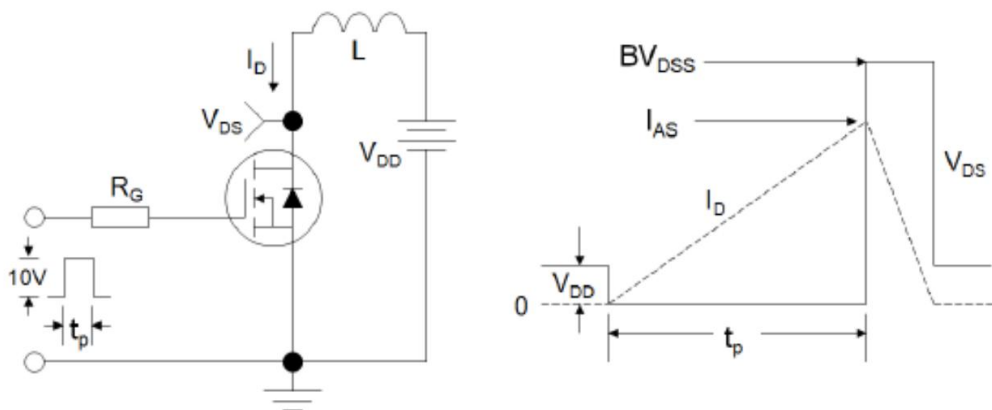 L
I_D
V_DS
V_DD
R_G
10V
t_p
BV_DSS
I_AS
V_DS
I_D
V_DD
0
t_p